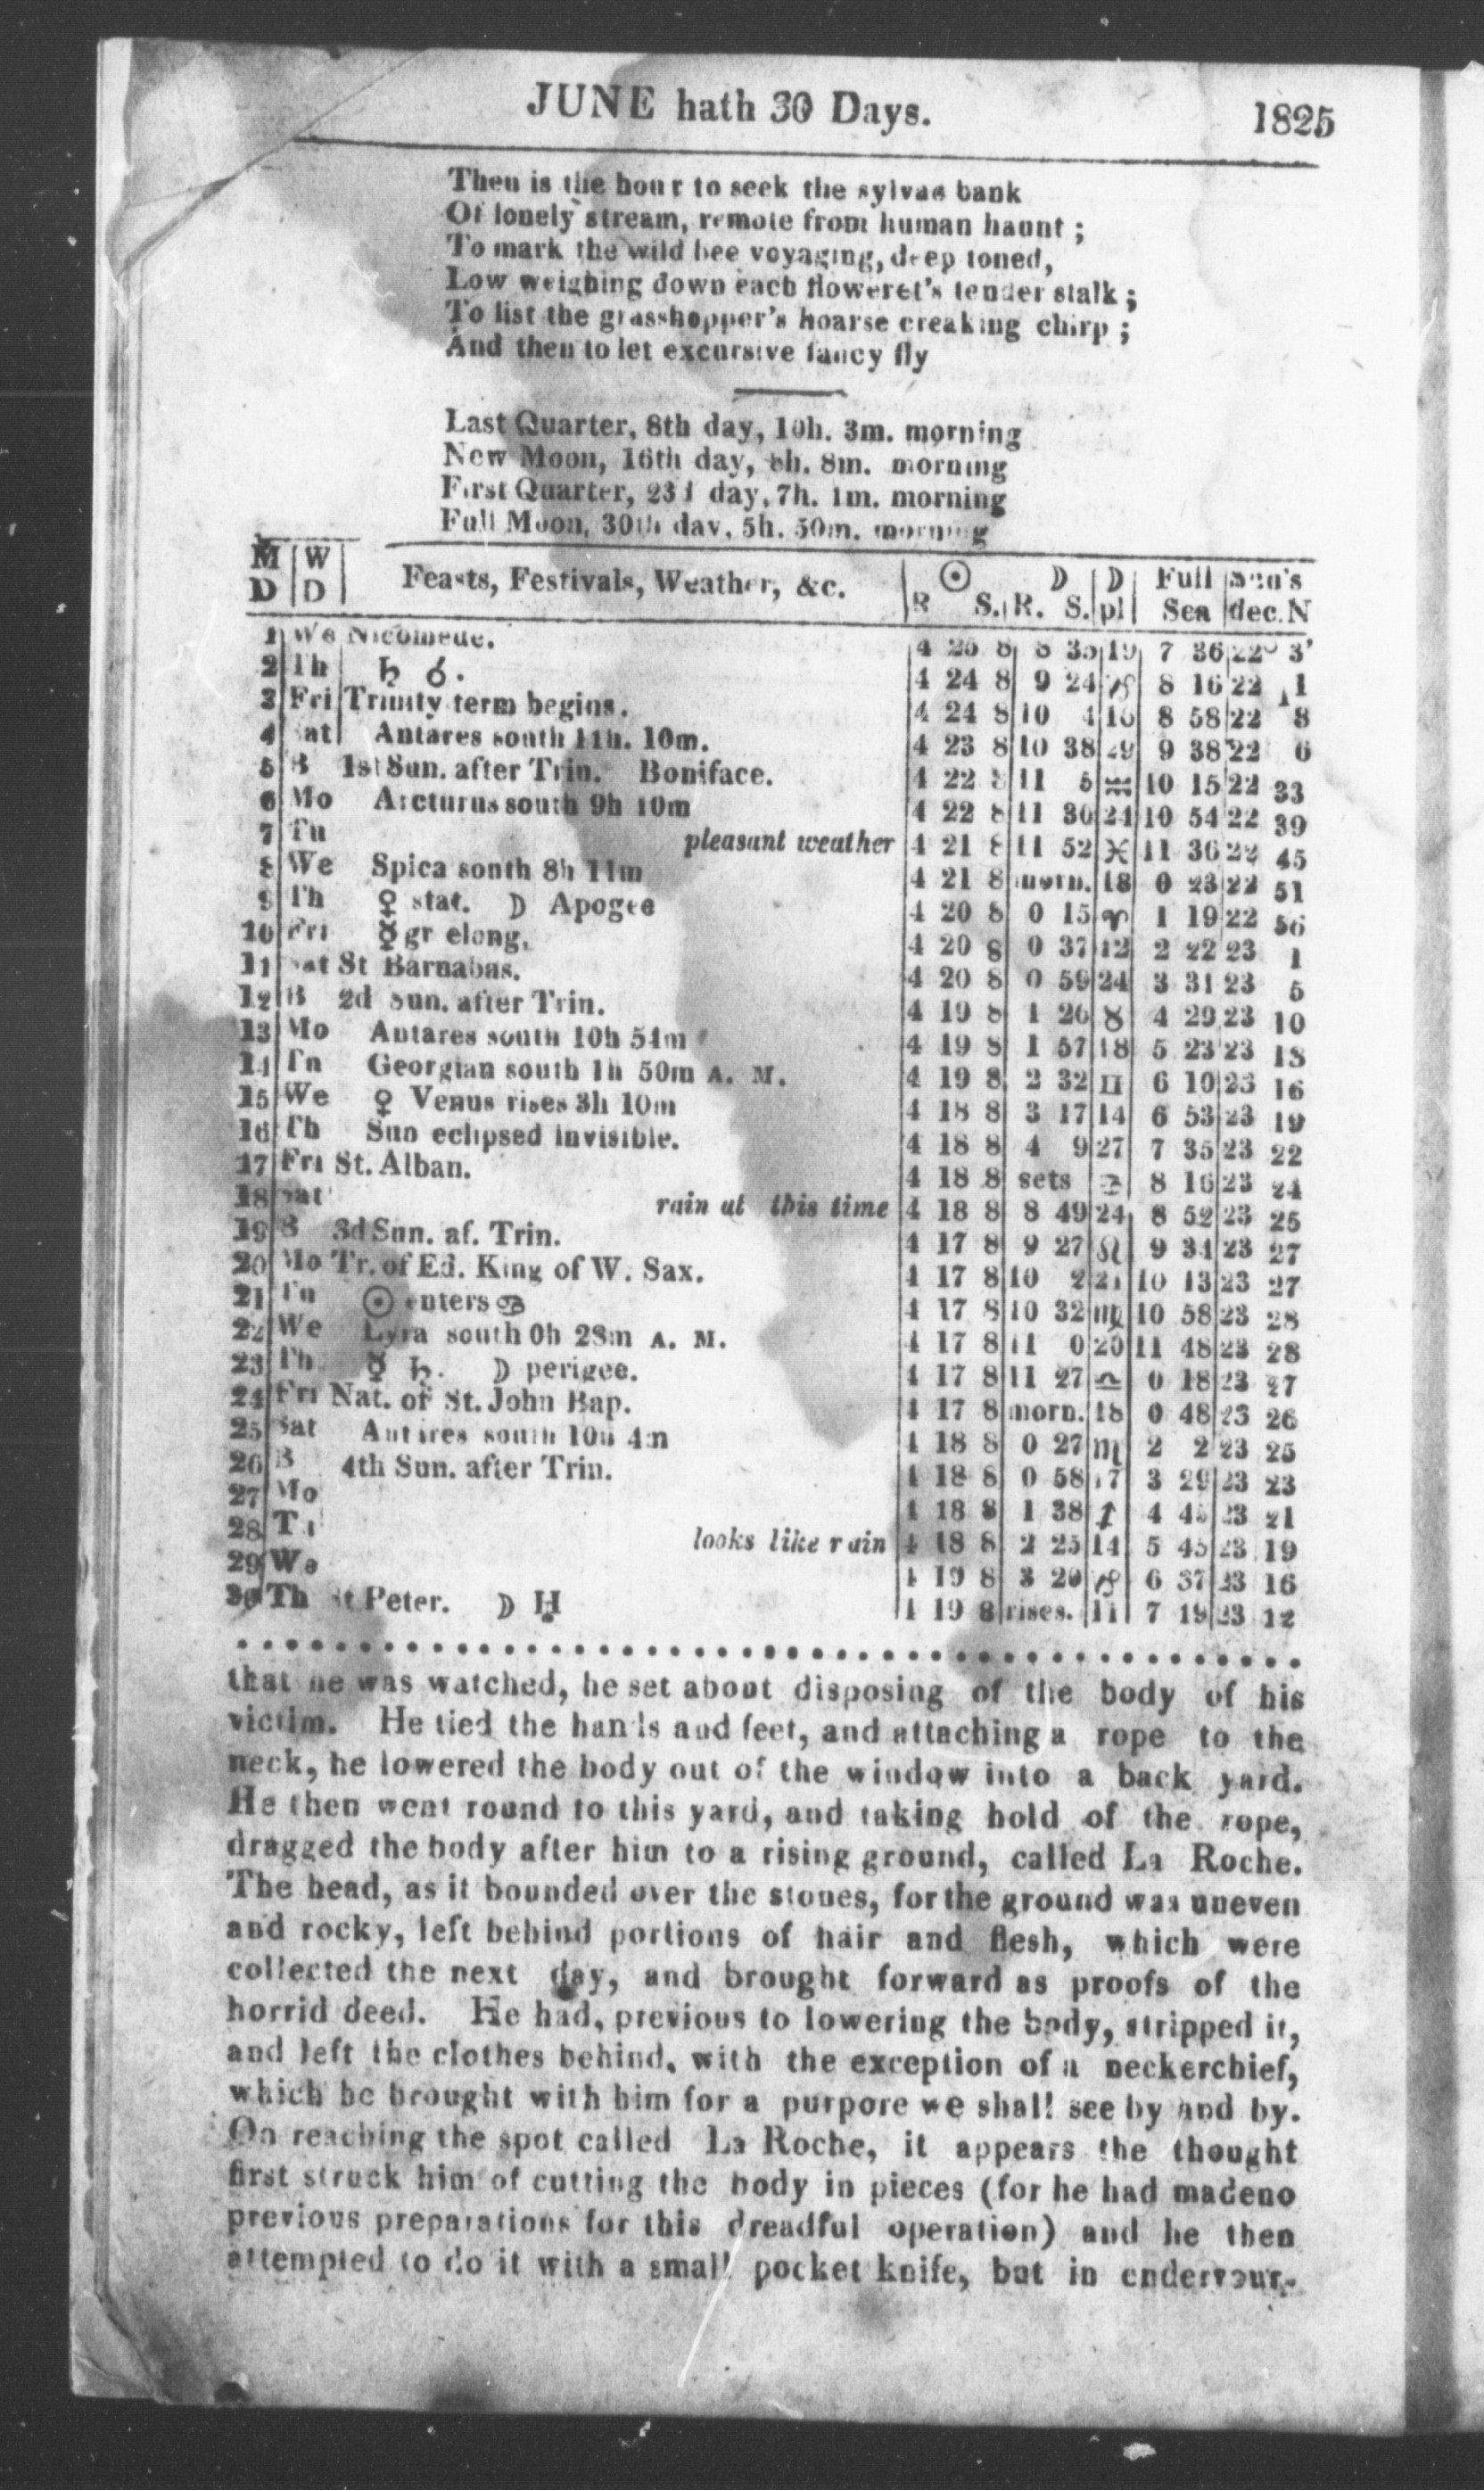 JUNE hath 30 Days. 1825
Then is the hour to seek the sylvan bank
Of lonely stream, remote from human haunt;
To mark the wild bee voyaging, deep toned,
Low weighing down each floweret's tender stalk;
To list the grasshopper's hoarse creaking chirp;
And then to let excursive fancy fly
Last Quarter, 8th day, 10h. 3m. morning
New Moon, 16th day, 8m. morning
First Quarter, 23d day, 7h. 1m. morning
Full Moon, 30th day, 5h. 50m. morning
M D | W D | Feasts, Festivals, Weather, &c. | ☉ R S. | ☽ R. S. | ☽ pl | Full Sea | Sun's dec. N
1 We Nicomede. 4 25 8 8 35 19 7 36 22° 3'
2 Th ♄ ☌. 4 24 8 9 24 ♑ 8 16 22 1
3 Fri Trinity term begins. 4 24 8 10 4 16 8 58 22 8
4 Sat Antares south 11h. 10m. 4 23 8 10 38 29 9 38 22 6
5 B 1st Sun. after Trin. Boniface. 4 22 8 11 5 ♒ 10 15 22 33
6 Mo Arcturus south 9h 10m 4 22 8 11 30 24 10 54 22 39
7 Tu pleasant weather 4 21 8 11 52 ♓ 11 36 22 45
8 We Spica sonth 8h 11m 4 21 8 morn. 18 0 23 22 51
9 Th ♀ stat. ☽ Apogee 4 20 8 0 15 ♈ 1 19 22 56
10 Fri ☿ gr elong. 4 20 8 0 37 12 2 22 23 1
11 Sat St Barnabas. 4 20 8 0 59 24 3 31 23 5
12 B 2d Sun. after Trin. 4 19 8 1 26 ♉ 4 29 23 10
13 Mo Antares south 10h 54m 4 19 8 1 57 18 5 23 23 13
14 Tu Georgian south 1h 50m A. M. 4 19 8 2 32 ♊ 6 10 23 16
15 We ♀ Venus rises 3h 10m 4 18 8 3 17 14 6 53 23 19
16 Th Sun eclipsed invisible. 4 18 8 4 9 27 7 35 23 22
17 Fri St. Alban. 4 18 8 sets ♋ 8 16 23 24
18 Sat rain at this time 4 18 8 8 49 24 8 52 23 25
19 B 3d Sun. af. Trin. 4 17 8 9 27 ♌ 9 34 23 27
20 Mo Tr. of Ed. King of W. Sax. 4 17 8 10 2 21 10 13 23 27
21 Tu ☉ enters ♋ 4 17 8 10 32 ♍ 10 58 23 28
22 We Lyra south 0h 28m A. M. 4 17 8 11 0 20 11 48 23 28
23 Th ☿ ♄. ☽ perigee. 4 17 8 11 27 ♎ 0 18 23 27
24 Fri Nat. of St. John Bap. 4 17 8 morn. 18 0 48 23 26
25 Sat Antares south 10h 4m 4 18 8 0 27 ♏ 2 2 23 25
26 B 4th Sun. after Trin. 4 18 8 0 58 17 3 29 23 23
27 Mo 4 18 8 1 38 ♐ 4 23 21
28 Tu looks like rain 4 18 8 2 25 14 5 45 23 19
29 We 4 19 8 3 20 ♑ 6 37 23 16
30 Th St Peter. ☽ ♅ 4 19 8 rises. 11 7 19 23 12
that he was watched, he set about disposing of the body of his
victim. He tied the hands and feet, and attaching a rope to the
neck, he lowered the body out of the window into a back yard.
He then went round to this yard, and taking hold of the rope,
dragged the body after him to a rising ground, called La Roche.
The head, as it bounded over the stones, for the ground was uneven
and rocky, left behind portions of hair and flesh, which were
collected the next day, and brought forward as proofs of the
horrid deed. He had, previous to lowering the body, stripped it,
and left the clothes behind, with the exception of a neckerchief,
which he brought with him for a purpore we shall see by and by.
On reaching the spot called La Roche, it appears the thought
first struck him of cutting the body in pieces (for he had madeno
previous preparations for this dreadful operation) and he then
attempted to do it with a small pocket knife, but in endervour-